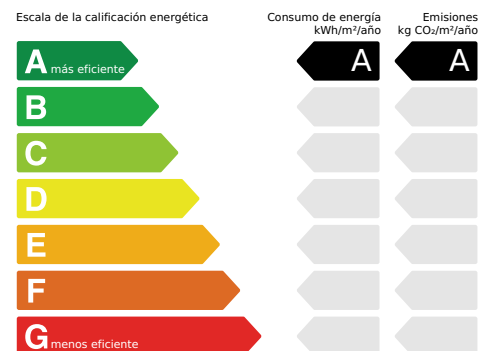 Escala de la calificación energética
Consumo de energía
kWh/m²/año
Emisiones
kg CO₂/m²/año
A más eficiente
A
A
B
C
D
E
F
G menos eficiente